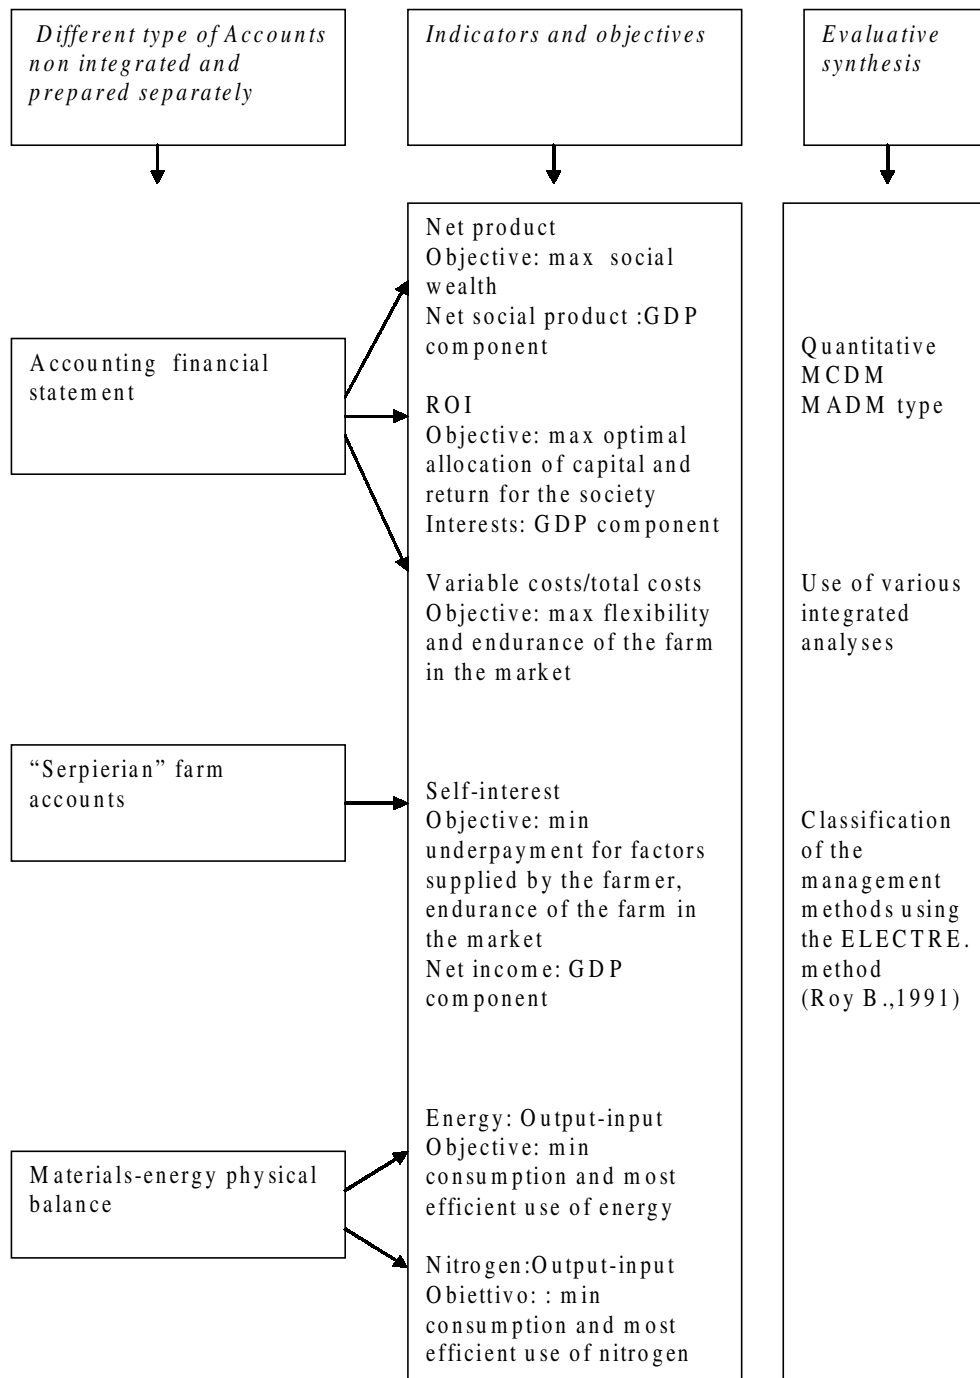 Different type of Accounts
non integrated and
prepared separately
Indicators and objectives
Evaluative
synthesis
Accounting financial
statement
"Serpierian" farm
accounts
Materials-energy physical
balance
Net product
Objective: max social
wealth
Net social product :GDP
component
ROI
Objective: max optimal
allocation of capital and
return for the society
Interests: GDP component
Variable costs/total costs
Objective: max flexibility
and endurance of the farm
in the market
Self-interest
Objective: min
underpayment for factors
supplied by the farmer,
endurance of the farm in
the market
Net income: GDP
component
Energy: Output-input
Objective: min
consumption and most
efficient use of energy
Nitrogen:Output-input
Obiettivo: : min
consumption and most
efficient use of nitrogen
Quantitative
MCDM
MADM type
Use of various
integrated
analyses
Classification
of the
management
methods using
the ELECTRE.
method
(Roy B.,1991)